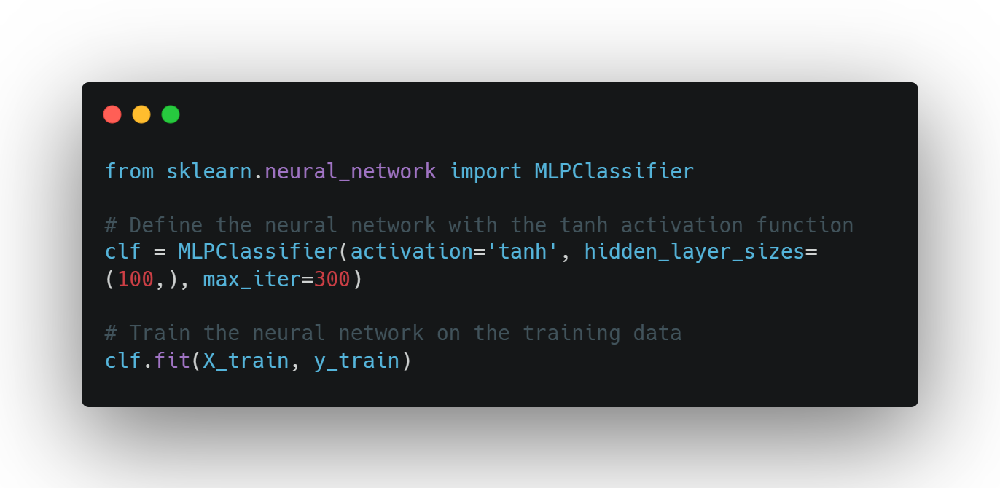 from sklearn.neural_network import MLPClassifier
# Define the neural network with the tanh activation function
clf = MLPClassifier(activation='tanh', hidden_layer_sizes=
(100,), max_iter=300)
# Train the neural network on the training data
clf.fit(X_train, y_train)